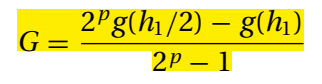 G = \frac{2^p g(h_1/2) − g(h_1)}{2^p − 1}